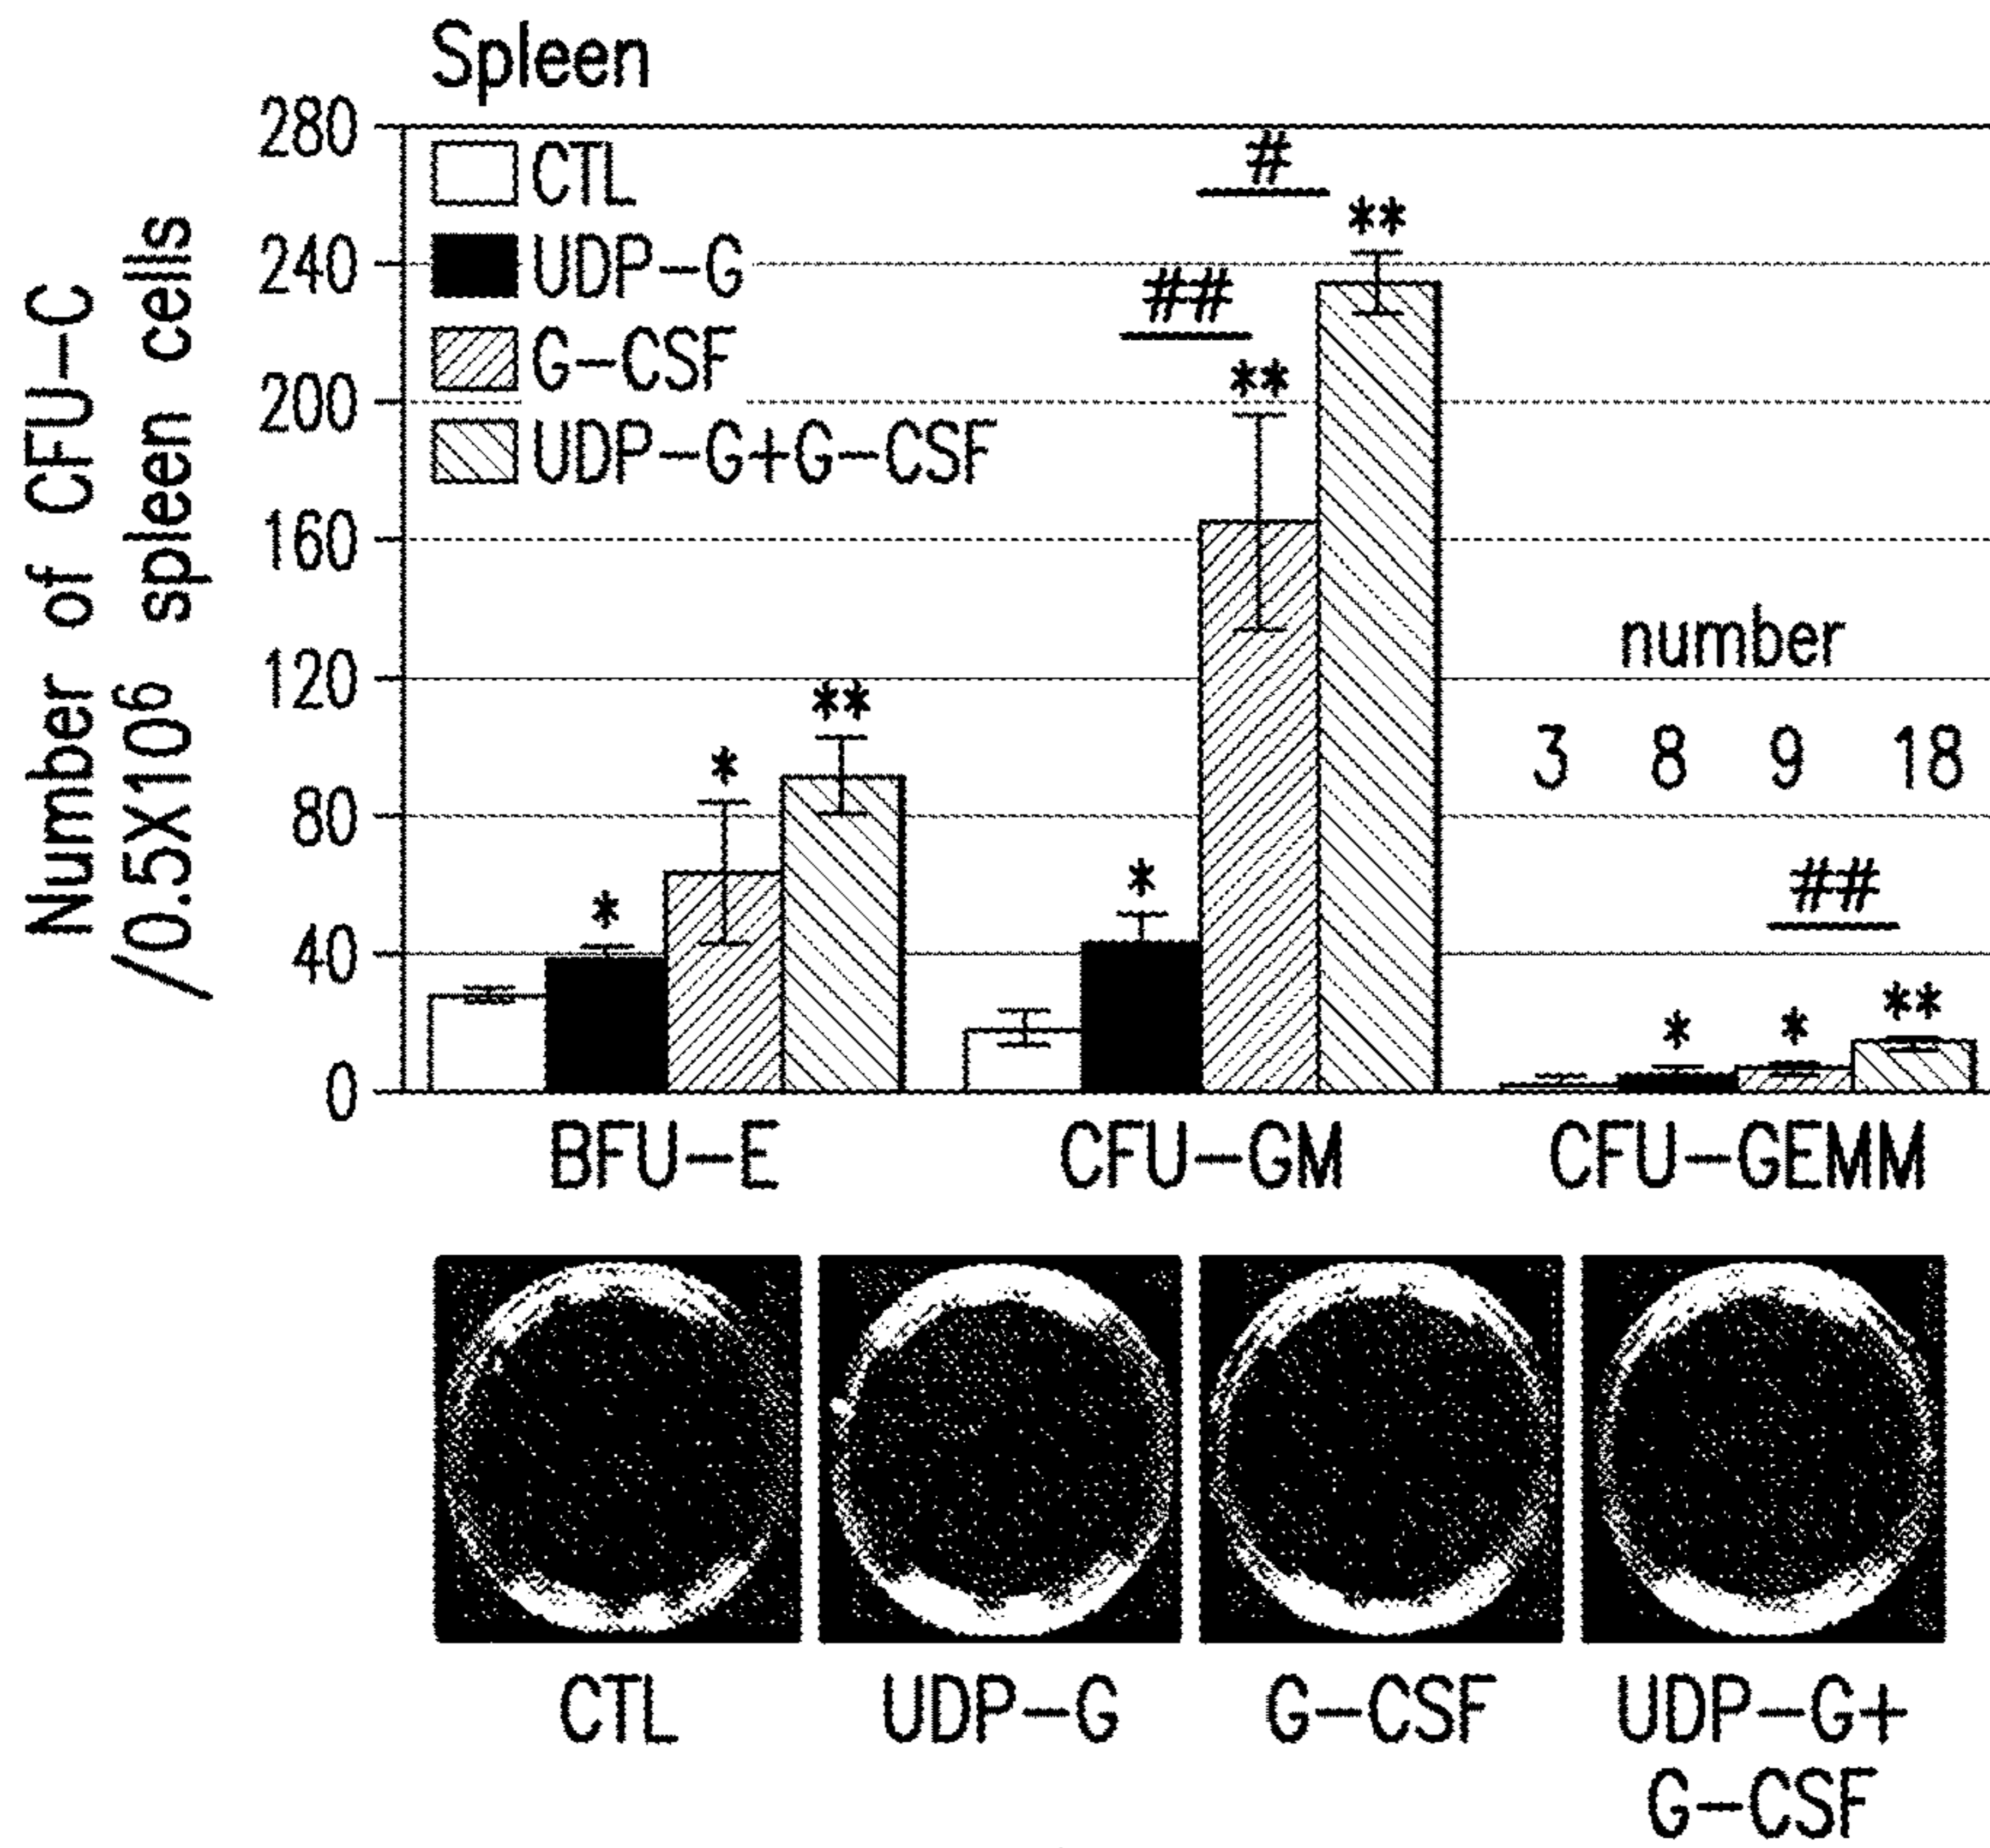 Spleen
Number of CFU-C
/0.5X10⁶ spleen cells
280
240
200
160
120
80
40
0
CTL
UDP-G
G-CSF
UDP-G+G-CSF
#
**
##
**
number
3 8 9 18
**
*
*
*
##
**
*
*
BFU-E CFU-GM CFU-GEMM
CTL UDP-G G-CSF UDP-G+
G-CSF